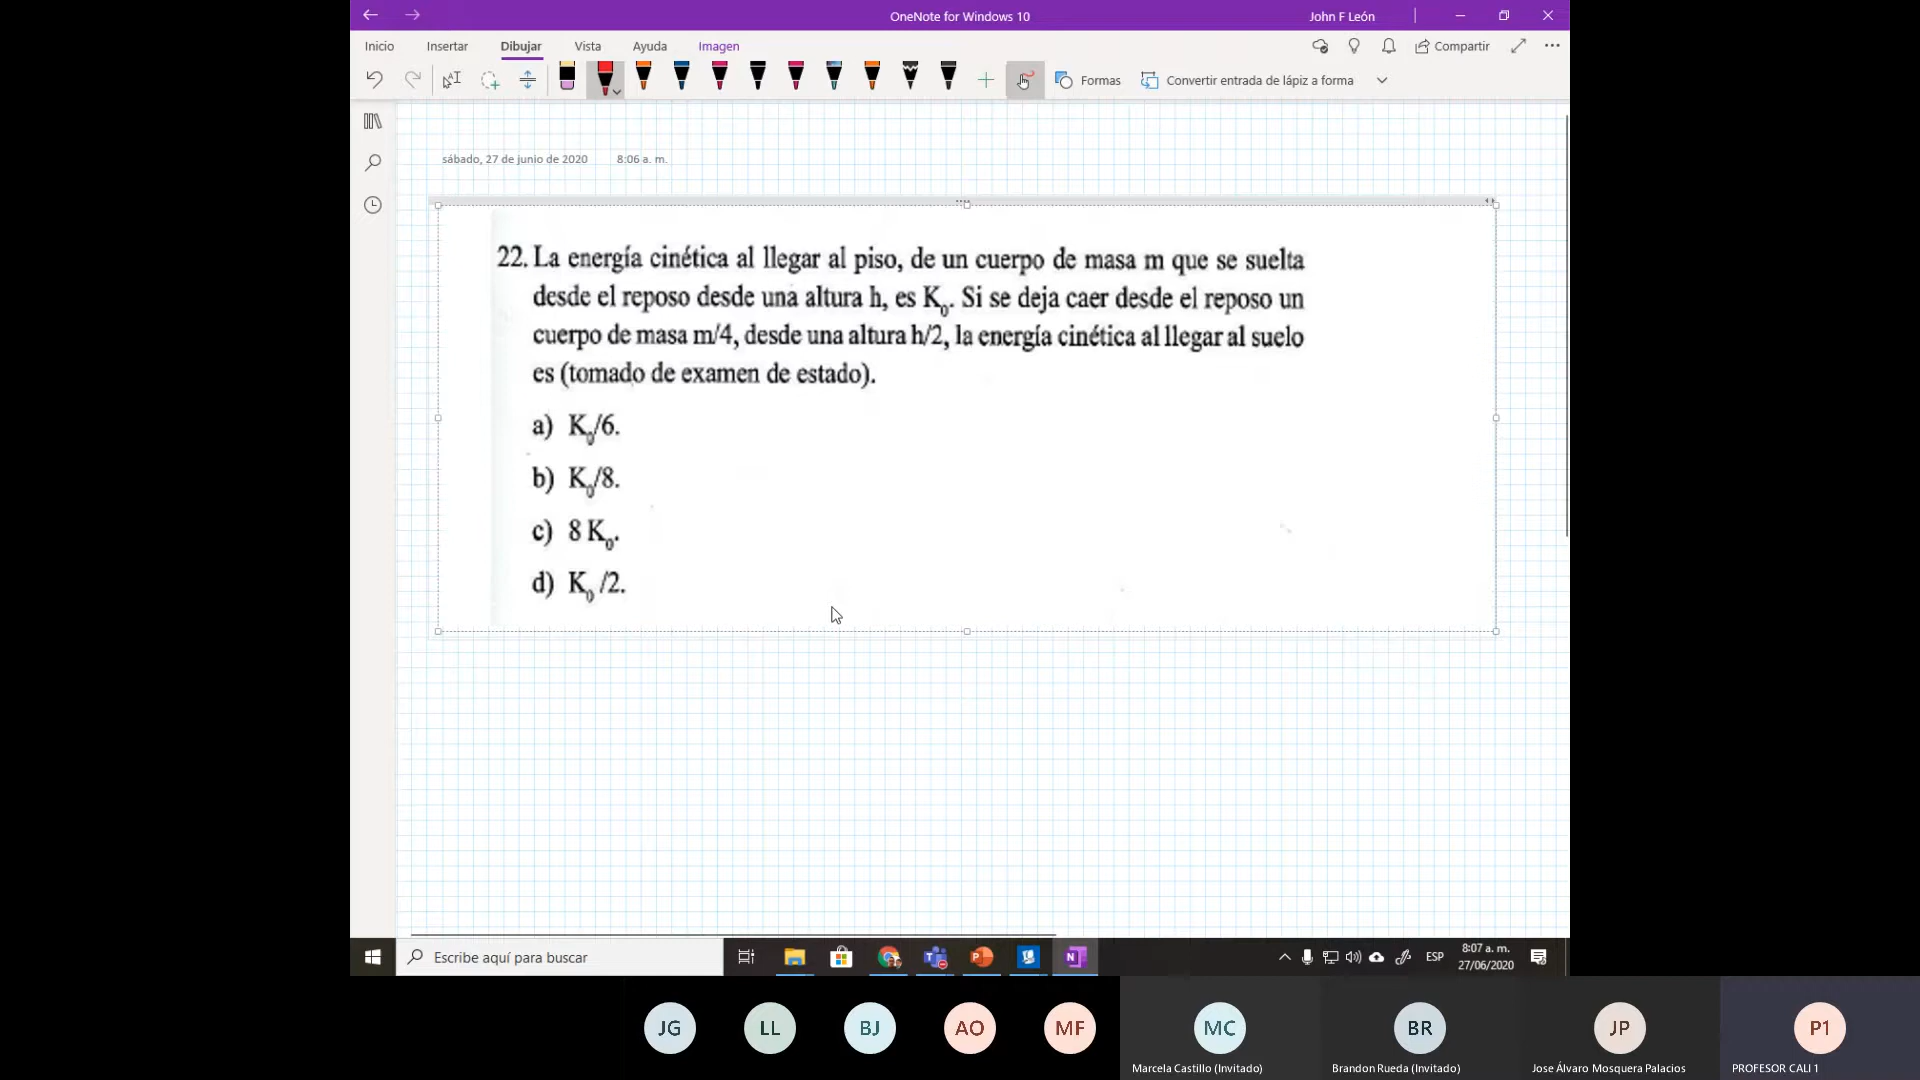 OneNote for Windows 10
John F León
Inicio
Insertar
Dibujar
Vista
Ayuda
Imagen
Compartir
Formas
Convertir entrada de lápiz a forma
sábado, 27 de junio de 2020 8:06 a. m.
22. La energía cinética al llegar al piso, de un cuerpo de masa m que se suelta
desde el reposo desde una altura h, es K₀. Si se deja caer desde el reposo un
cuerpo de masa m/4, desde una altura h/2, la energía cinética al llegar al suelo
es (tomado de examen de estado).
a) K₀/6.
b) K₀/8.
c) 8 K₀.
d) K₀ /2.
Escribe aquí para buscar
ESP
8:07 a. m.
27/06/2020
JG
LL
BJ
AO
MF
MC
BR
JP
P1
Marcela Castillo (Invitado)
Brandon Rueda (Invitado)
Jose Álvaro Mosquera Palacios
PROFESOR CALI 1